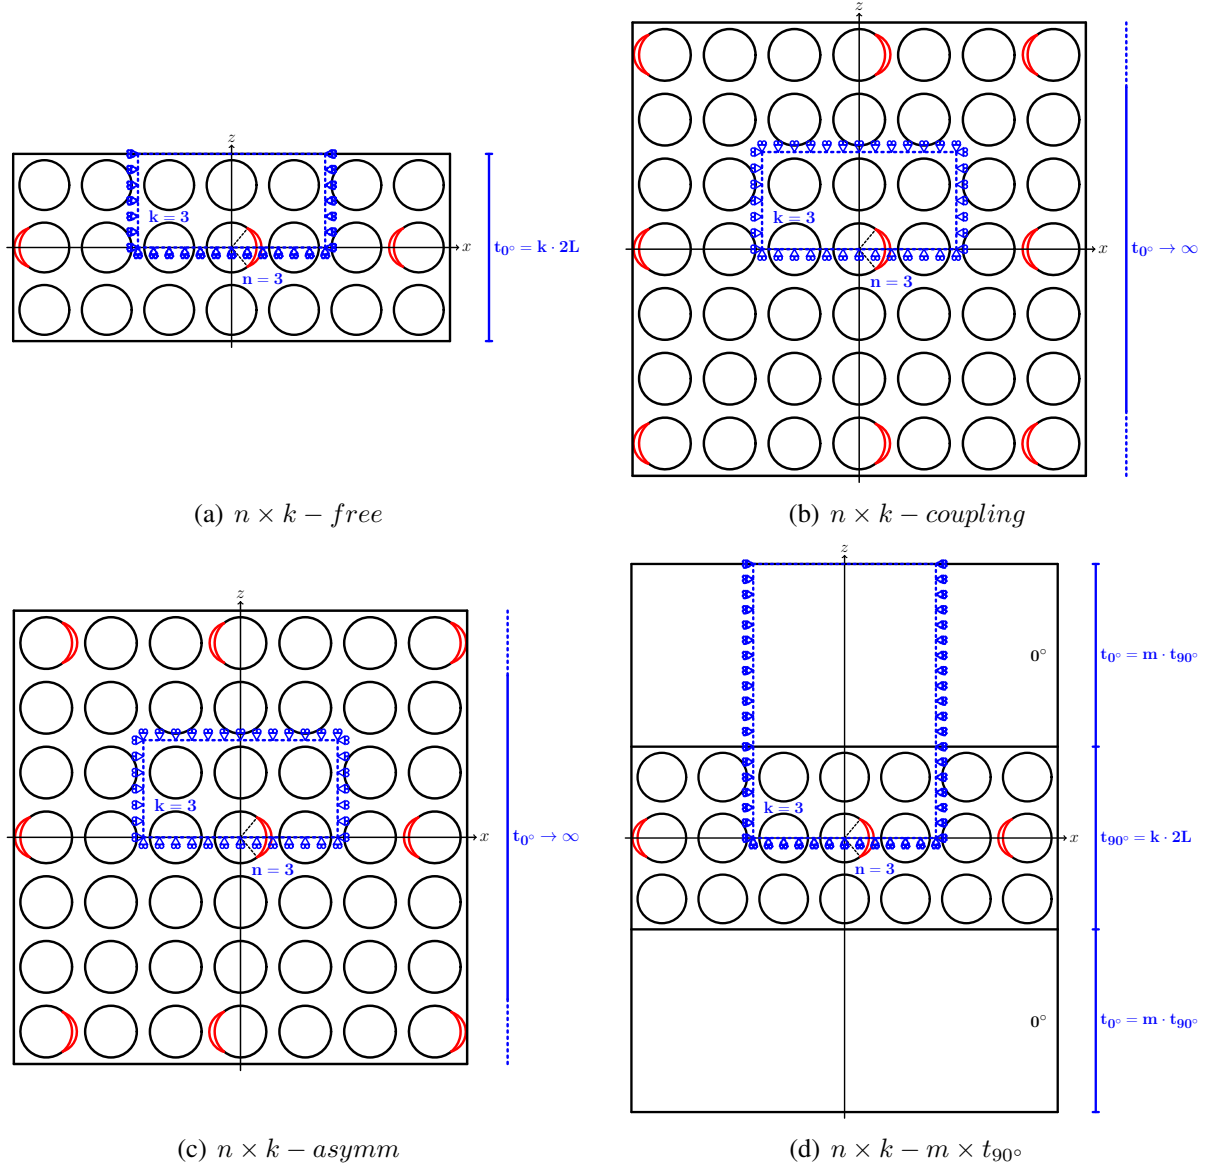 z
x
k = 3
n = 3
t0° = k · 2L
(a) n × k − free
z
x
k = 3
n = 3
t0° → ∞
(b) n × k − coupling
z
x
k = 3
n = 3
t0° → ∞
(c) n × k − asymm
z
0°
t0° = m · t90°
x
k = 3
n = 3
t90° = k · 2L
0°
t0° = m · t90°
(d) n × k − m × t90°